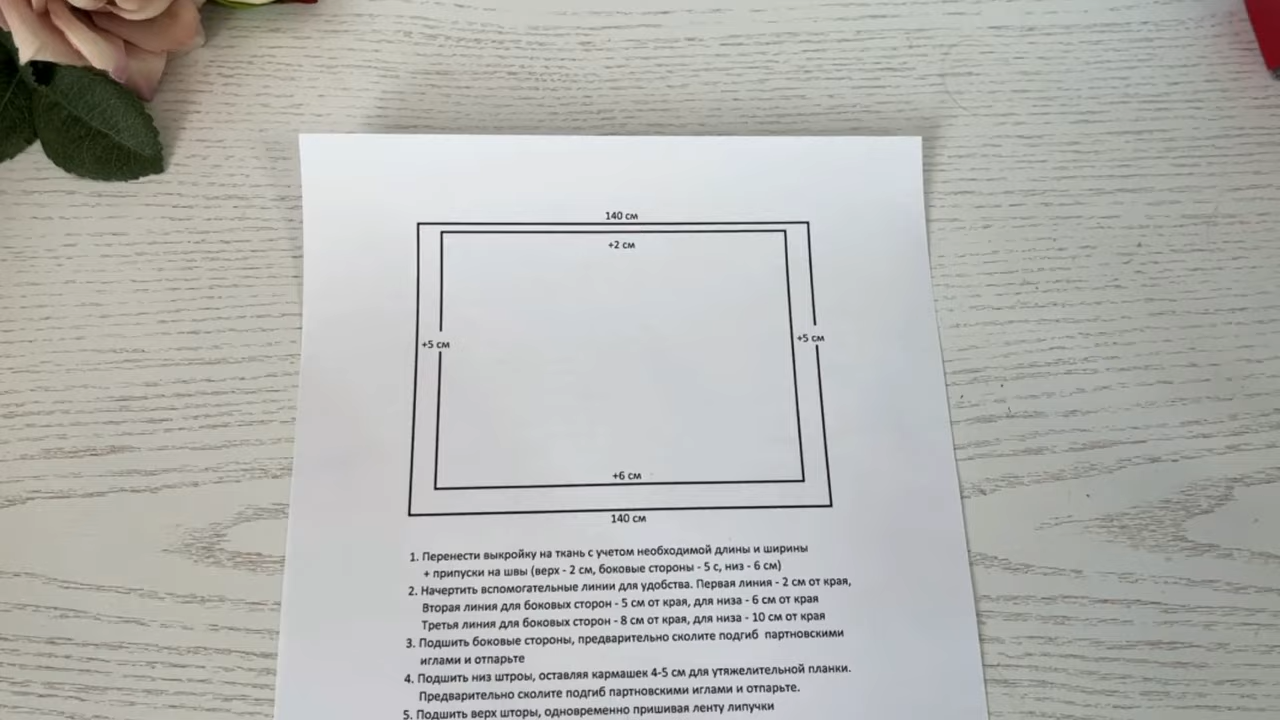 140 см
+2 см
+5 см
+5 см
+6 см
140 см
1. Перенести выкройку на ткань с учетом необходимой длины и ширины
+ припуски на швы (верх - 2 см, боковые стороны - 5 с, низ - 6 см)
2. Начертить вспомогательные линии для удобства. Первая линия - 2 см от края,
Вторая линия для боковых сторон - 5 см от края, для низа - 6 см от края
Третья линия для боковых сторон - 8 см от края, для низа - 10 см от края
3. Подшить боковые стороны, предварительно сколите подгиб партновскими
иглами и отпарьте
4. Подшить низ штроы, оставляя кармашек 4-5 см для утяжелительной планки.
Предварительно сколите подгиб партновскими иглами и отпарьте.
5. Подшить верх шторы, одновременно пришивая ленту липучки